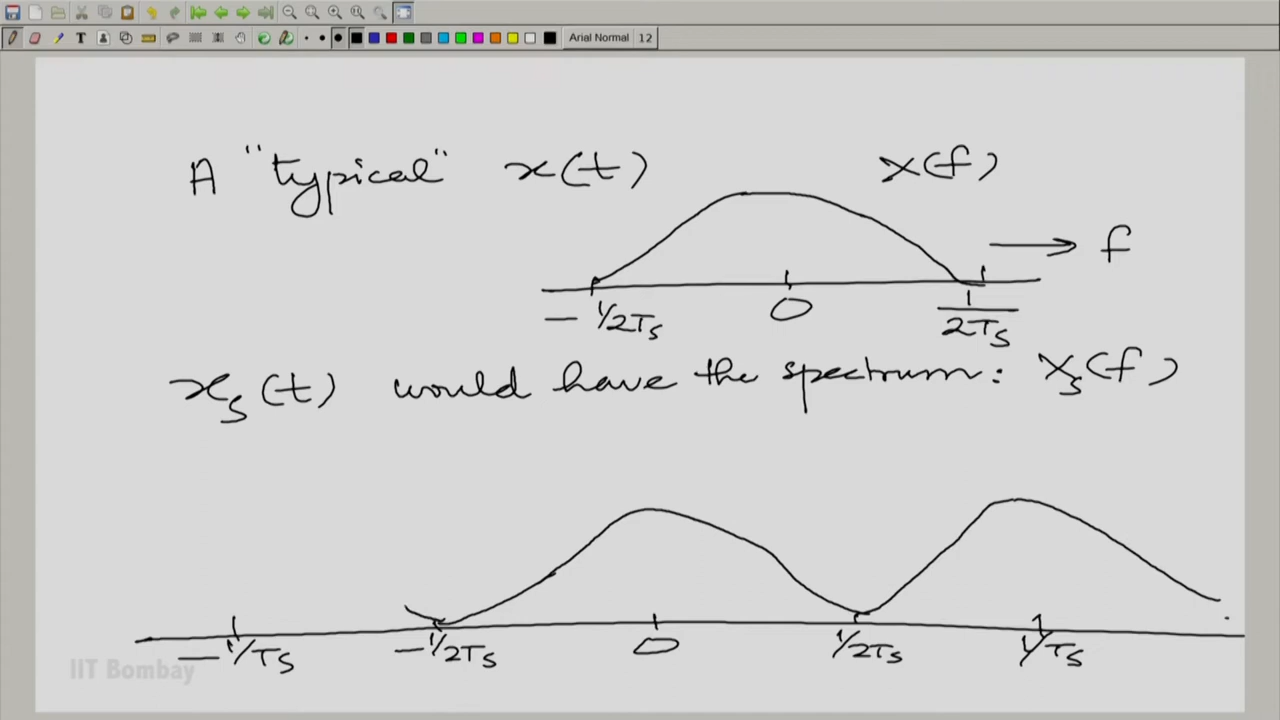 Arial Normal 12
A "typical" x(t) X(f)
f
- 1/2Ts 0 1/2Ts
xs(t) would have the spectrum: Xs(f)
-1/Ts -1/2Ts 0 1/2Ts 1/Ts
IIT Bombay